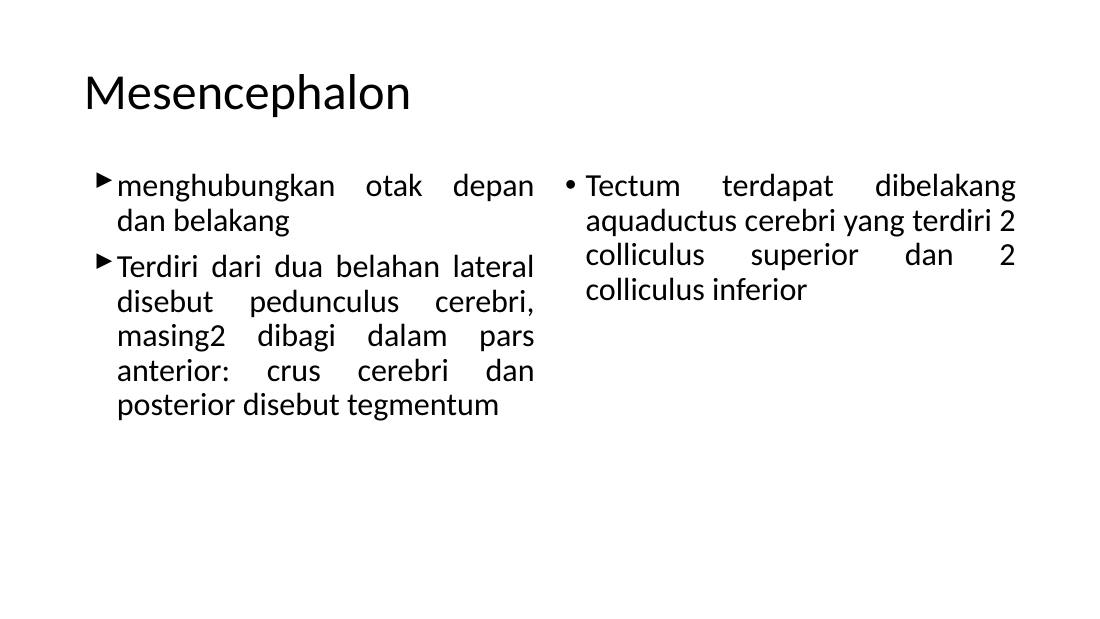 Mesencephalon
►menghubungkan otak depan
dan belakang
►Terdiri dari dua belahan lateral
disebut pedunculus cerebri,
masing2 dibagi dalam pars
anterior: crus cerebri dan
posterior disebut tegmentum
• Tectum terdapat dibelakang
aquaductus cerebri yang terdiri 2
colliculus superior dan 2
colliculus inferior